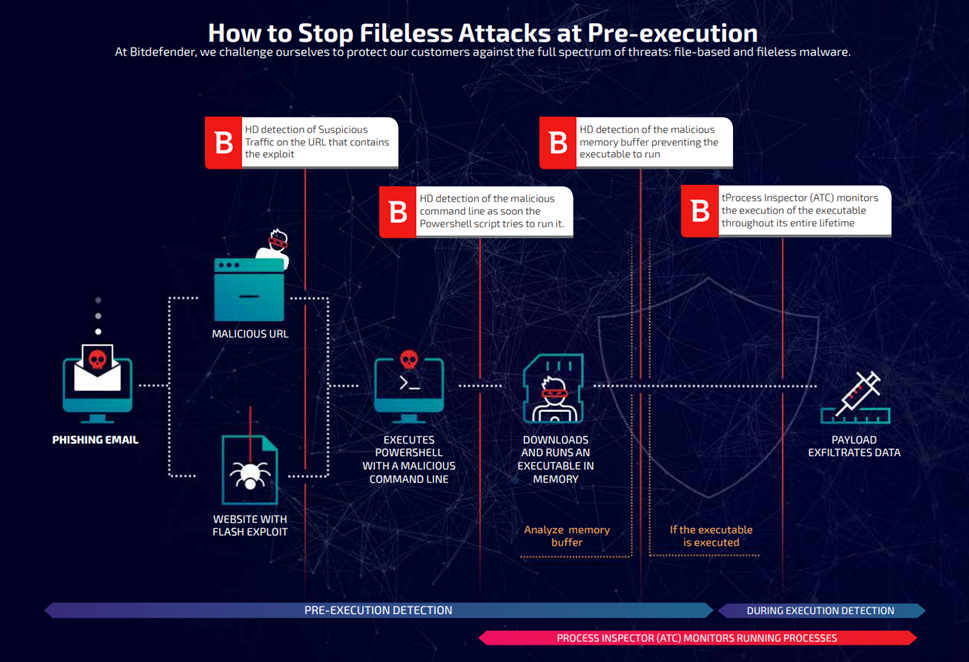 How to Stop Fileless Attacks at Pre-execution
At Bitdefender, we challenge ourselves to protect our customers against the full spectrum of threats: file-based and fileless malware.
B
HD detection of Suspicious
Traffic on the URL that contains
the exploit
B
HD detection of the malicious
memory buffer preventing the
executable to run
B
HD detection of the malicious
command line as soon the
Powershell script tries to run it.
B
tProcess Inspector (ATC) monitors
the execution of the executable
throughout its entire lifetime
MALICIOUS URL
PHISHING EMAIL
>_
EXECUTES
POWERSHELL
WITH A MALICIOUS
COMMAND LINE
DOWNLOADS
AND RUNS AN
EXECUTABLE IN
MEMORY
PAYLOAD
EXFILTRATES DATA
WEBSITE WITH
FLASH EXPLOIT
Analyze memory
buffer
If the executable
is executed
PRE-EXECUTION DETECTION
DURING EXECUTION DETECTION
PROCESS INSPECTOR (ATC) MONITORS RUNNING PROCESSES